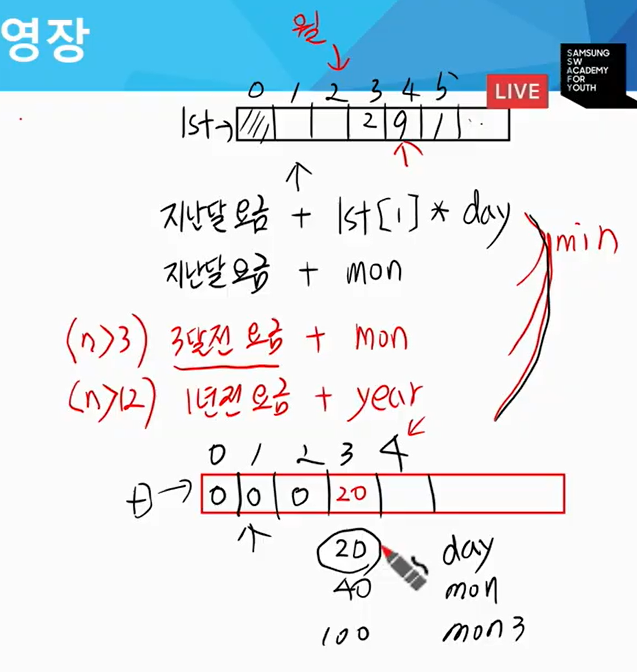 영장
월
SAMSUNG
SW
ACADEMY
FOR
YOUTH
LIVE
0 1 2 3 4 5
lst→ 2 9 1 ..
지난달 요금 + lst[1] * day
지난달 요금 + mon
min
(n>3) 3달전 요금 + mon
(n>12) 1년전 요금 + year
0 1 2 3 4
D→ 0 0 0 20
20 day
40 mon
100 mon3